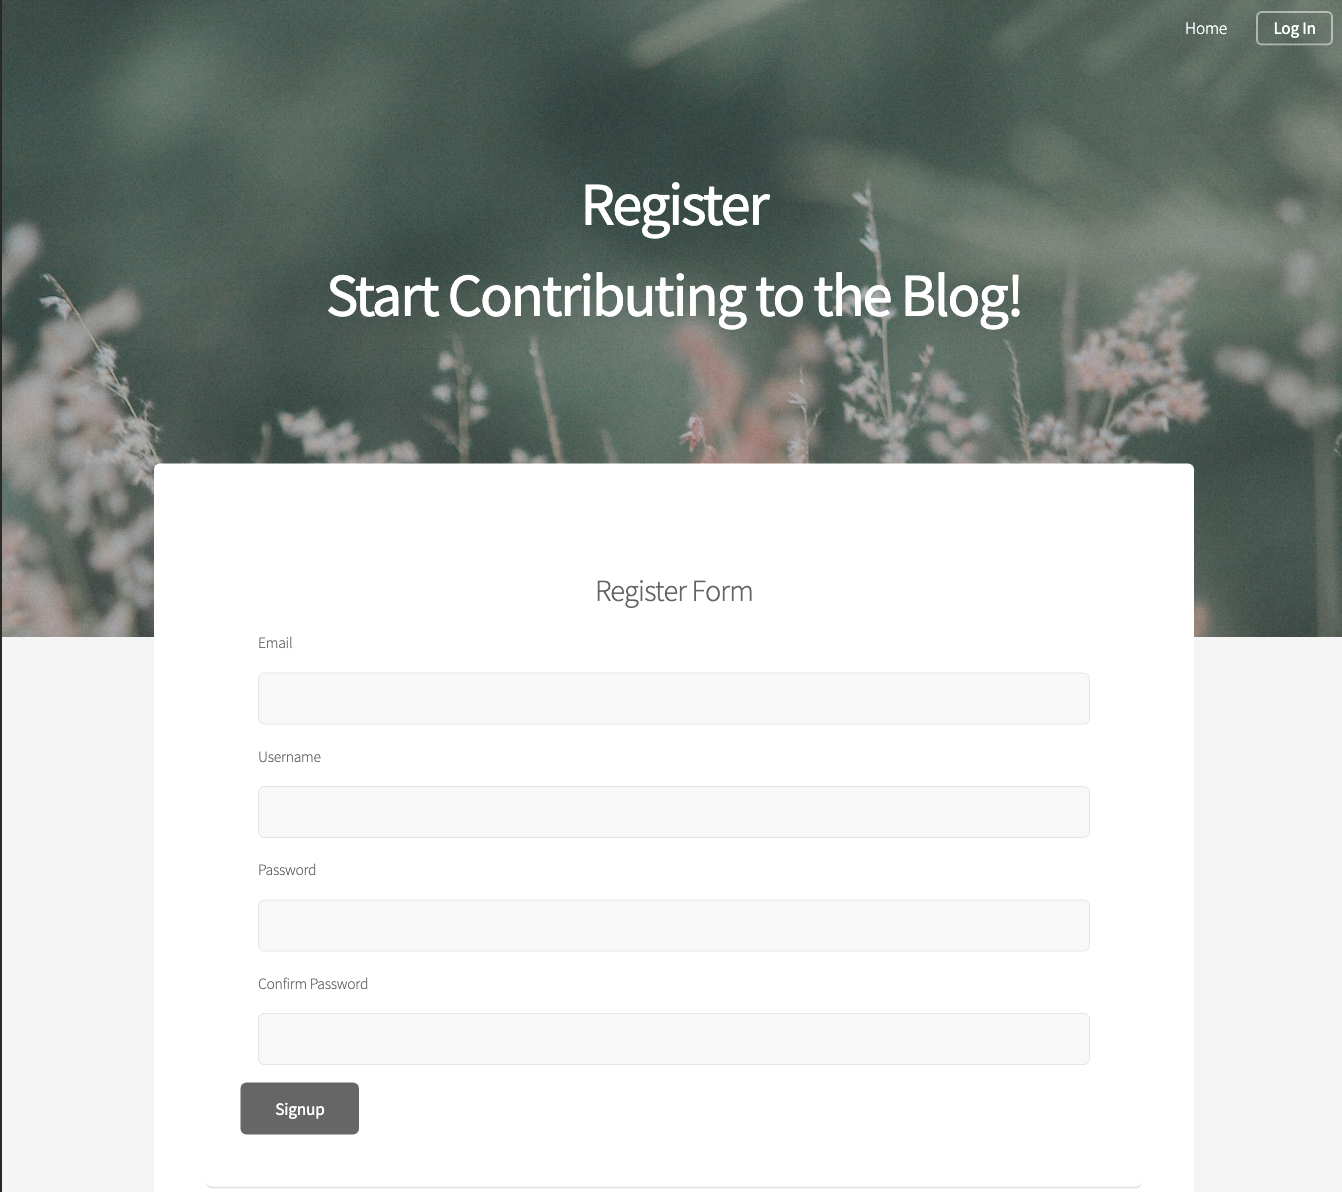 Home Log In
Register
Start Contributing to the Blog!
Register Form
Email
Username
Password
Confirm Password
Signup